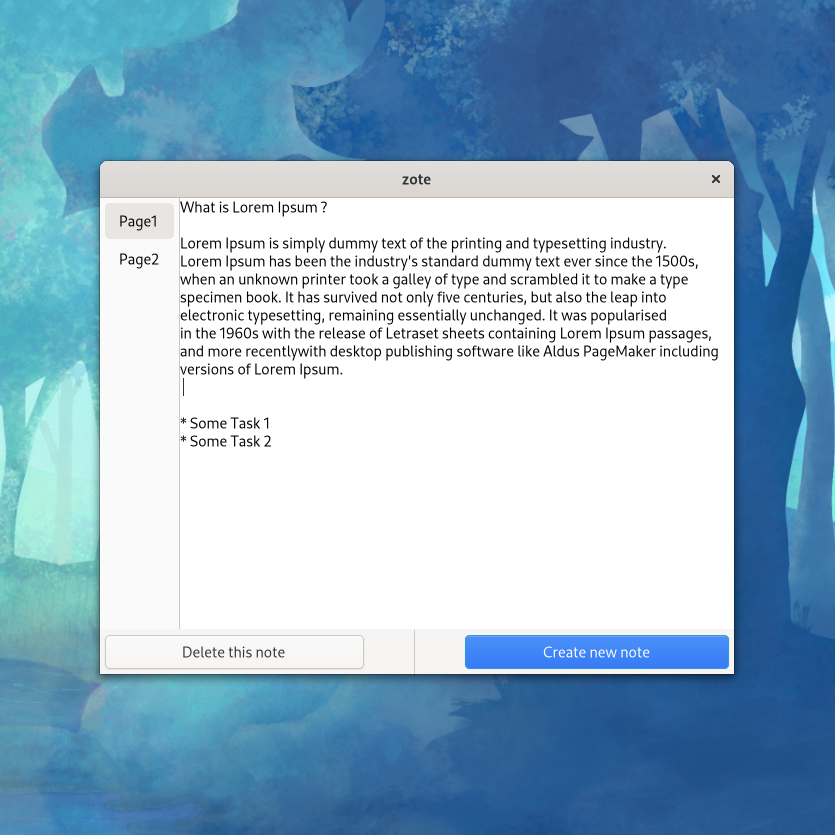 zote
Page1
Page2
What is Lorem Ipsum ?
Lorem Ipsum is simply dummy text of the printing and typesetting industry.
Lorem Ipsum has been the industry's standard dummy text ever since the 1500s,
when an unknown printer took a galley of type and scrambled it to make a type
specimen book. It has survived not only five centuries, but also the leap into
electronic typesetting, remaining essentially unchanged. It was popularised
in the 1960s with the release of Letraset sheets containing Lorem Ipsum passages,
and more recentlywith desktop publishing software like Aldus PageMaker including
versions of Lorem Ipsum.
* Some Task 1
* Some Task 2
Delete this note
Create new note